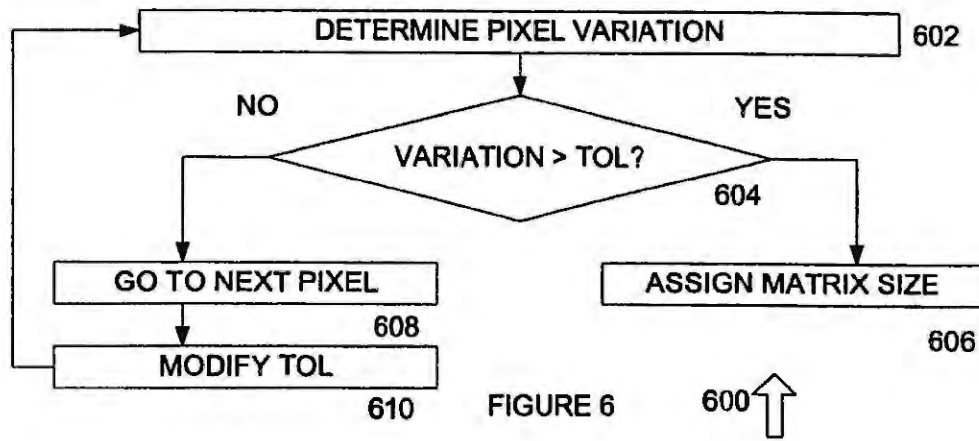 DETERMINE PIXEL VARIATION
602
NO
YES
VARIATION > TOL?
604
GO TO NEXT PIXEL
608
ASSIGN MATRIX SIZE
606
MODIFY TOL
610
FIGURE 6
600